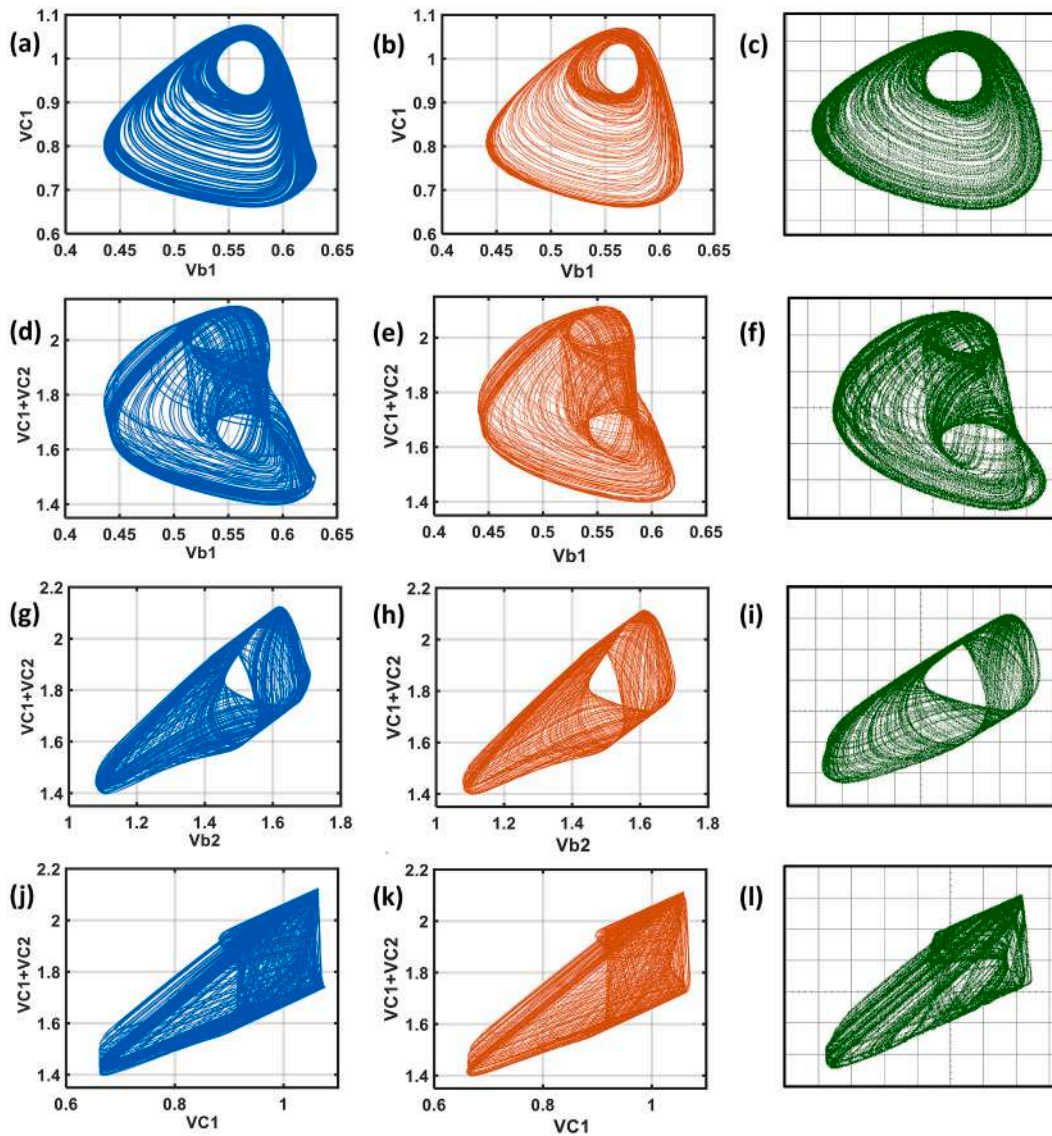 (a)
1.1
1
0.9
0.8
0.7
0.6
VC1
0.4 0.45 0.5 0.55 0.6 0.65
Vb1
(b)
1.1
1
0.9
0.8
0.7
0.6
VC1
0.4 0.45 0.5 0.55 0.6 0.65
Vb1
(c)
(d)
2
1.8
1.6
1.4
VC1+VC2
0.4 0.45 0.5 0.55 0.6 0.65
Vb1
(e)
2
1.8
1.6
1.4
VC1+VC2
0.4 0.45 0.5 0.55 0.6 0.65
Vb1
(f)
(g)
2.2
2
1.8
1.6
1.4
VC1+VC2
1 1.2 1.4 1.6 1.8
Vb2
(h)
2.2
2
1.8
1.6
1.4
VC1+VC2
1 1.2 1.4 1.6 1.8
Vb2
(i)
(j)
2.2
2
1.8
1.6
1.4
VC1+VC2
0.6 0.8 1
VC1
(k)
2.2
2
1.8
1.6
1.4
VC1+VC2
0.6 0.8 1
VC1
(l)